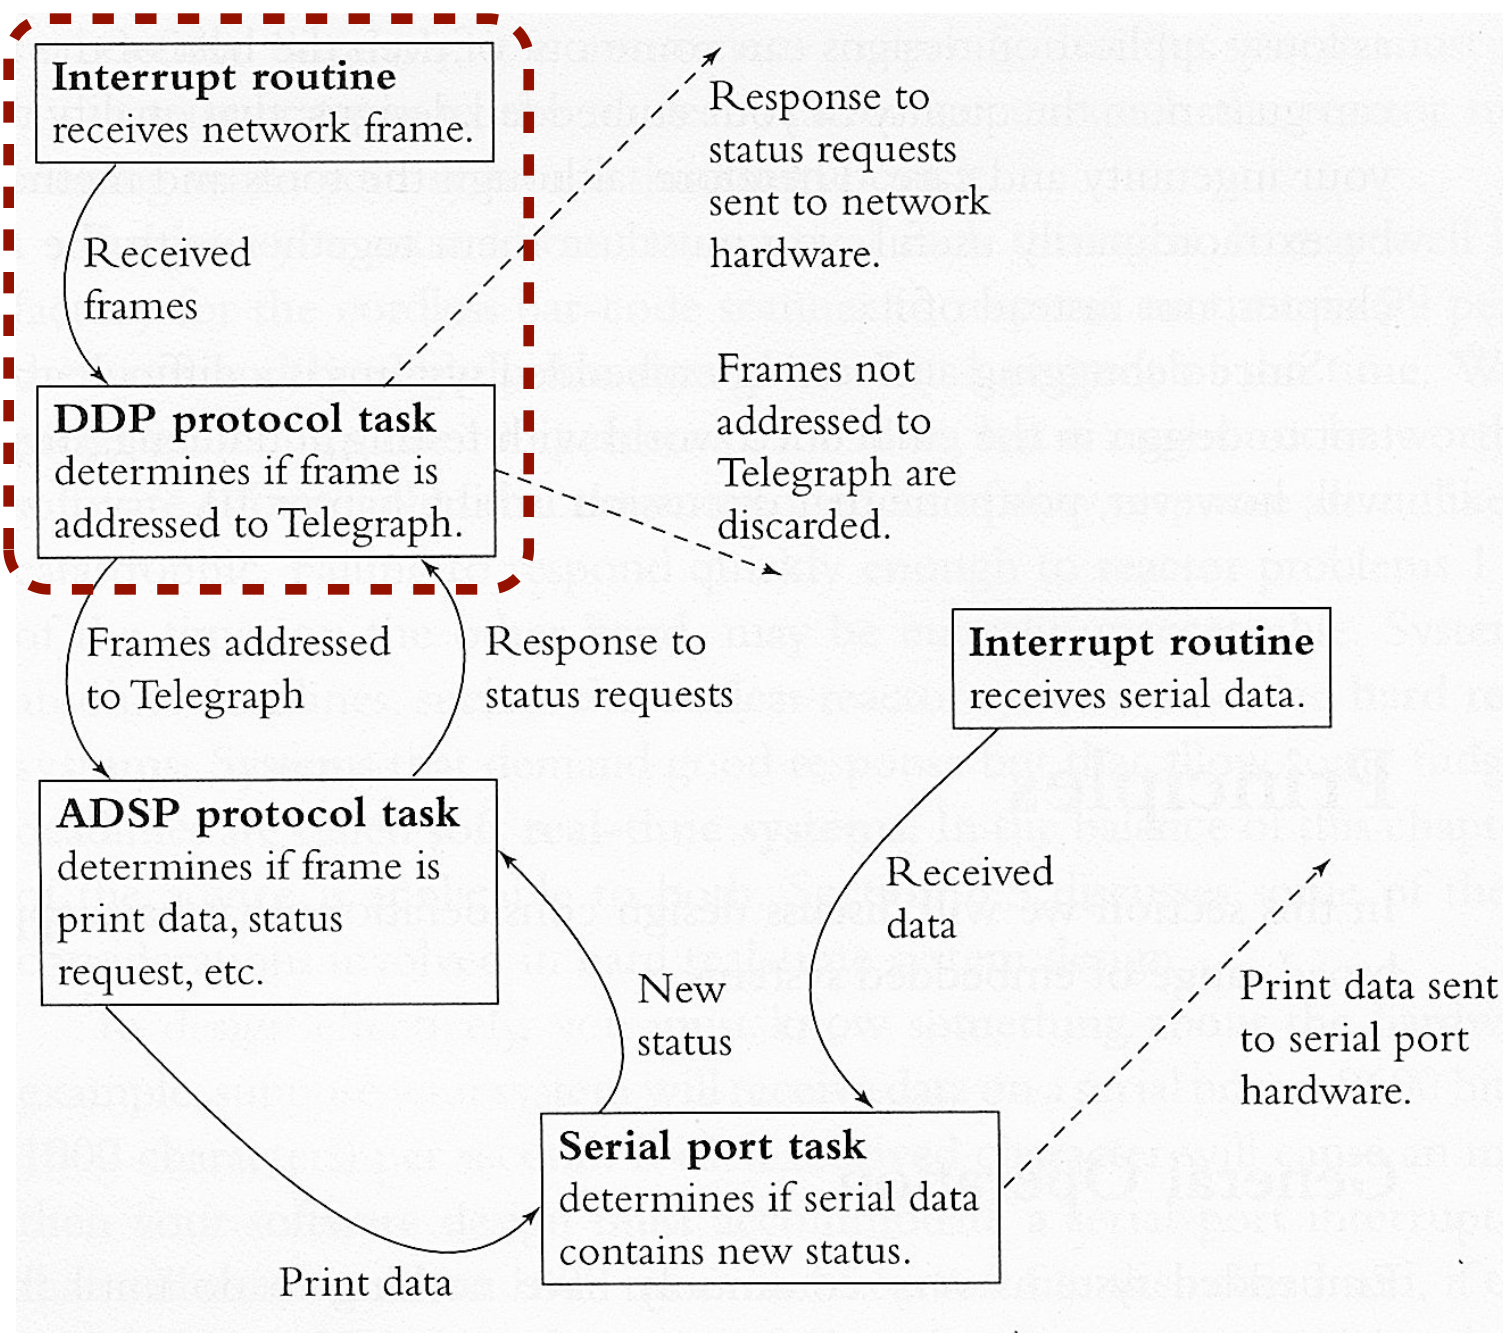 Interrupt routine
receives network frame.
Response to
status requests
sent to network
hardware.
Received
frames
Frames not
addressed to
Telegraph are
discarded.
DDP protocol task
determines if frame is
addressed to Telegraph.
Frames addressed
to Telegraph
Response to
status requests
Interrupt routine
receives serial data.
ADSP protocol task
determines if frame is
print data, status
request, etc.
Received
data
New
status
Print data sent
to serial port
hardware.
Serial port task
determines if serial data
contains new status.
Print data